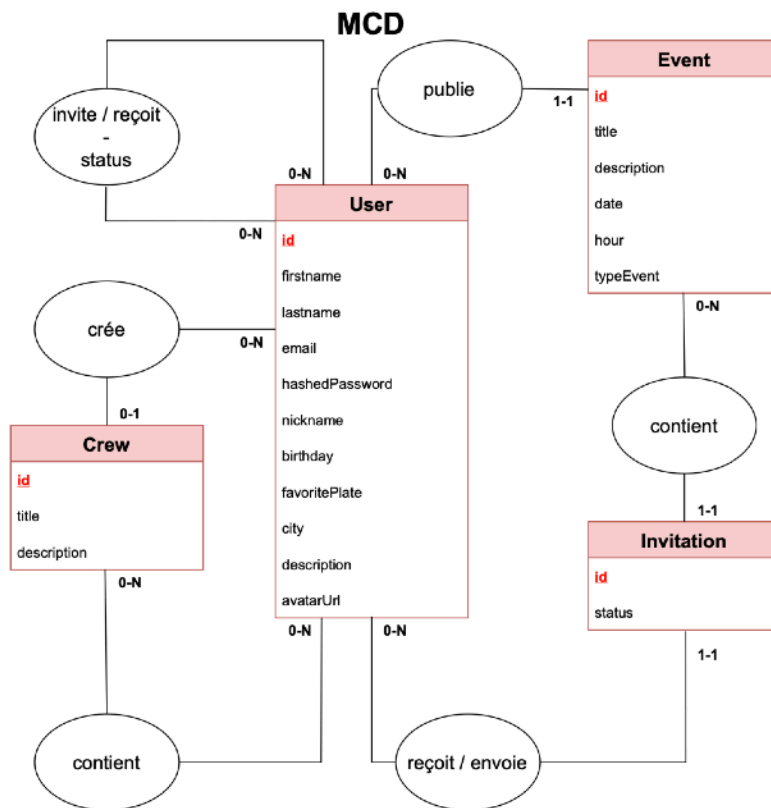 MCD
publie
1-1
0-N
Event
id
title
description
date
hour
typeEvent
0-N
invite / reçoit
-
status
0-N
0-N
User
id
firstname
lastname
email
hashedPassword
nickname
birthday
favoritePlate
city
description
avatarUrl
0-N
0-N
crée
0-N
0-1
Crew
id
title
description
0-N
contient
contient
1-1
Invitation
id
status
1-1
reçoit / envoie